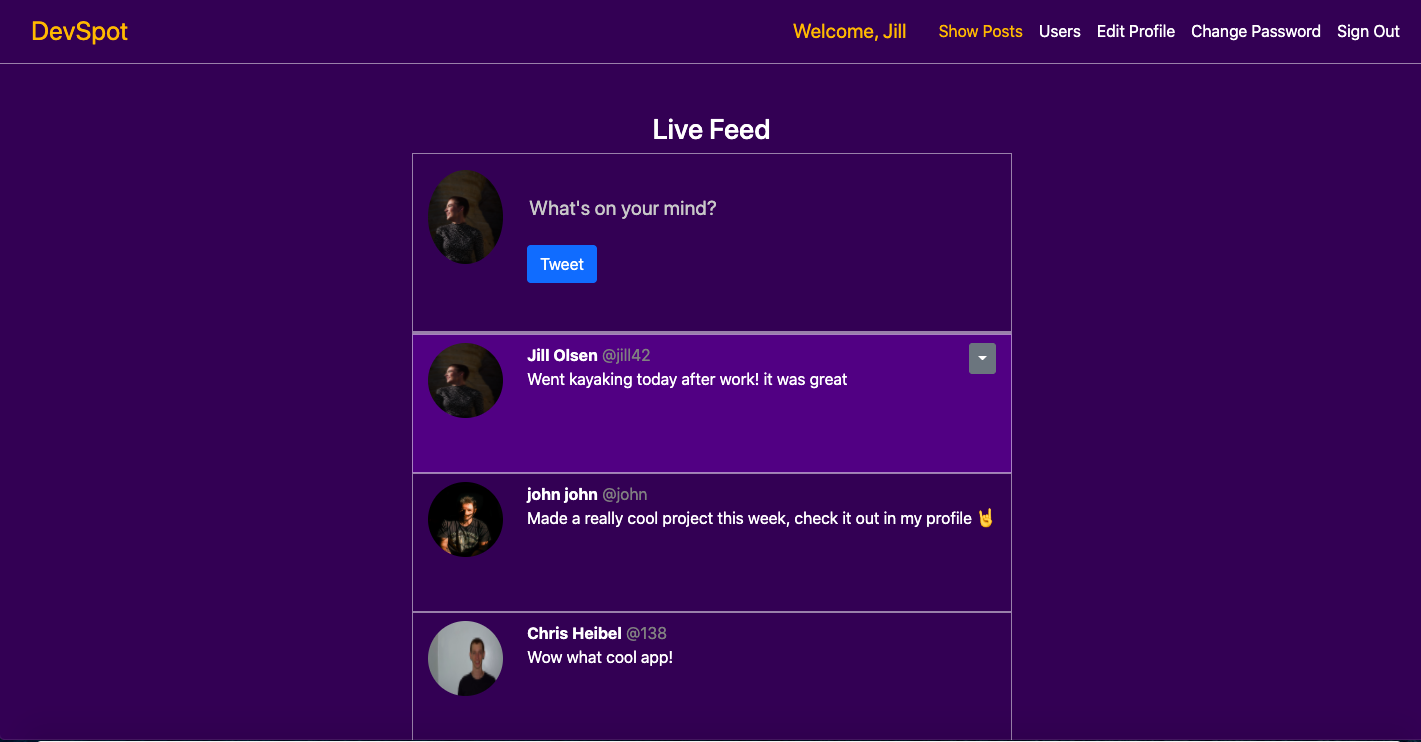 DevSpot
Welcome, Jill
Show Posts
Users
Edit Profile
Change Password
Sign Out
Live Feed
What's on your mind?
Tweet
Jill Olsen @jill42
Went kayaking today after work! it was great
john john @john
Made a really cool project this week, check it out in my profile 🤘
Chris Heibel @138
Wow what cool app!